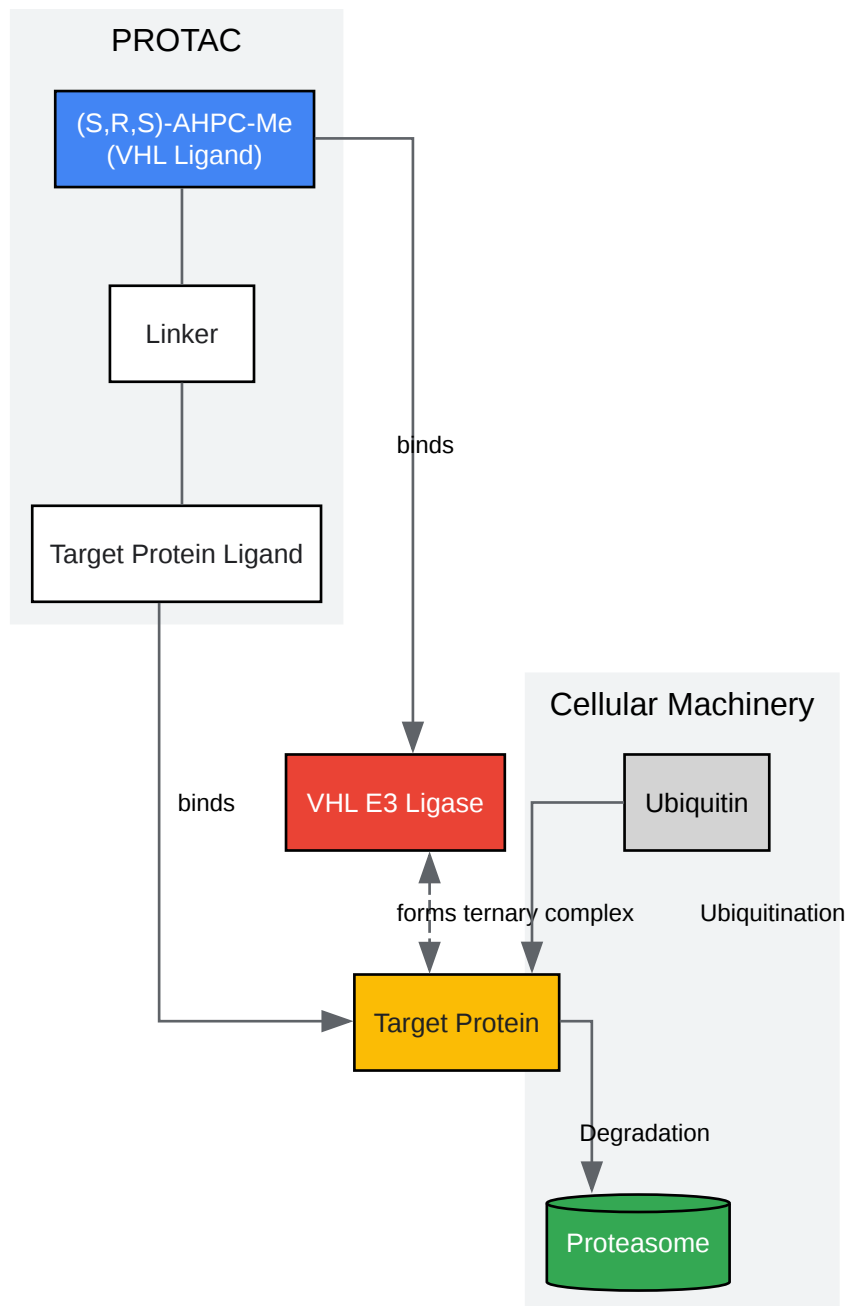 PROTAC
(S,R,S)-AHPC-Me
(VHL Ligand)
Linker
binds
Target Protein Ligand
Cellular Machinery
binds
VHL E3 Ligase
Ubiquitin
forms ternary complex
Ubiquitination
Target Protein
Degradation
Proteasome